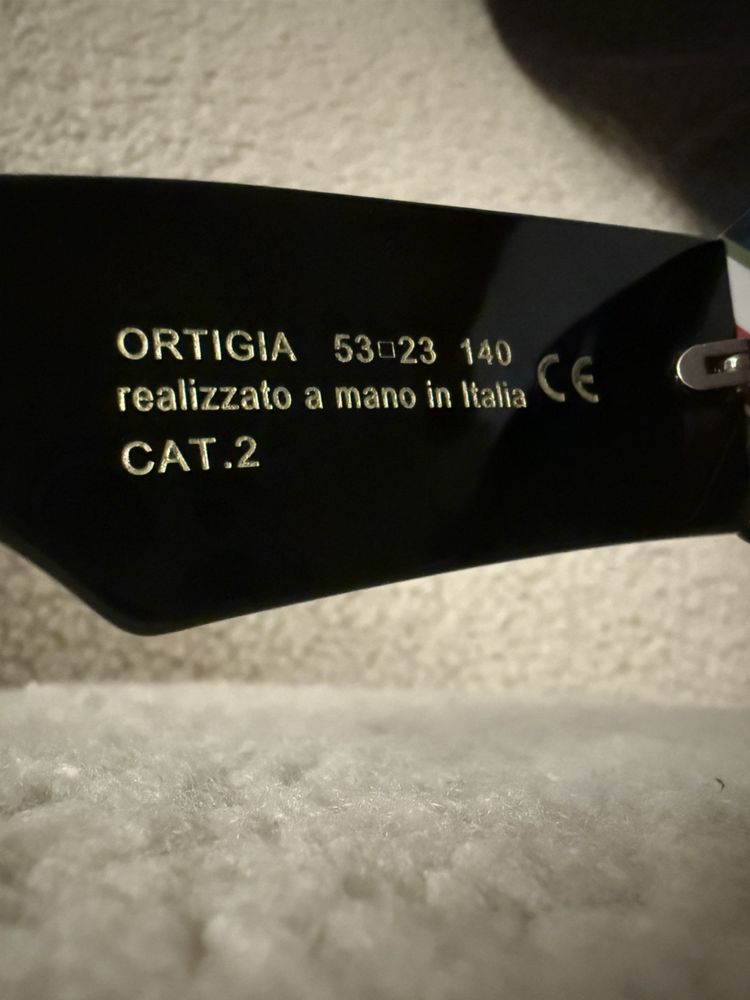 ORTIGIA 53□23 140
realizzato a mano in Italia CE
CAT.2